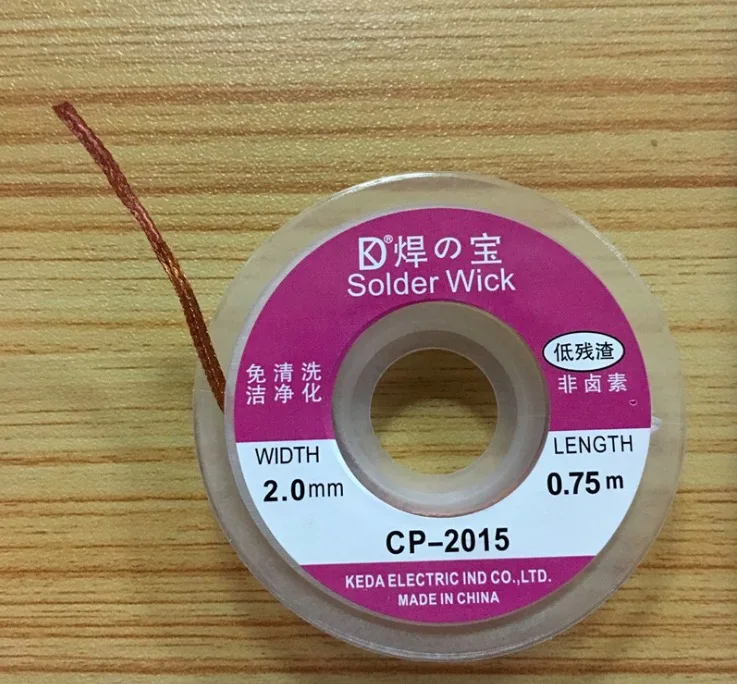 KD®焊の宝
Solder Wick
低残渣
非卤素
免清洗
洁净化
WIDTH
2.0mm
LENGTH
0.75m
CP-2015
KEDA ELECTRIC IND CO.,LTD.
MADE IN CHINA